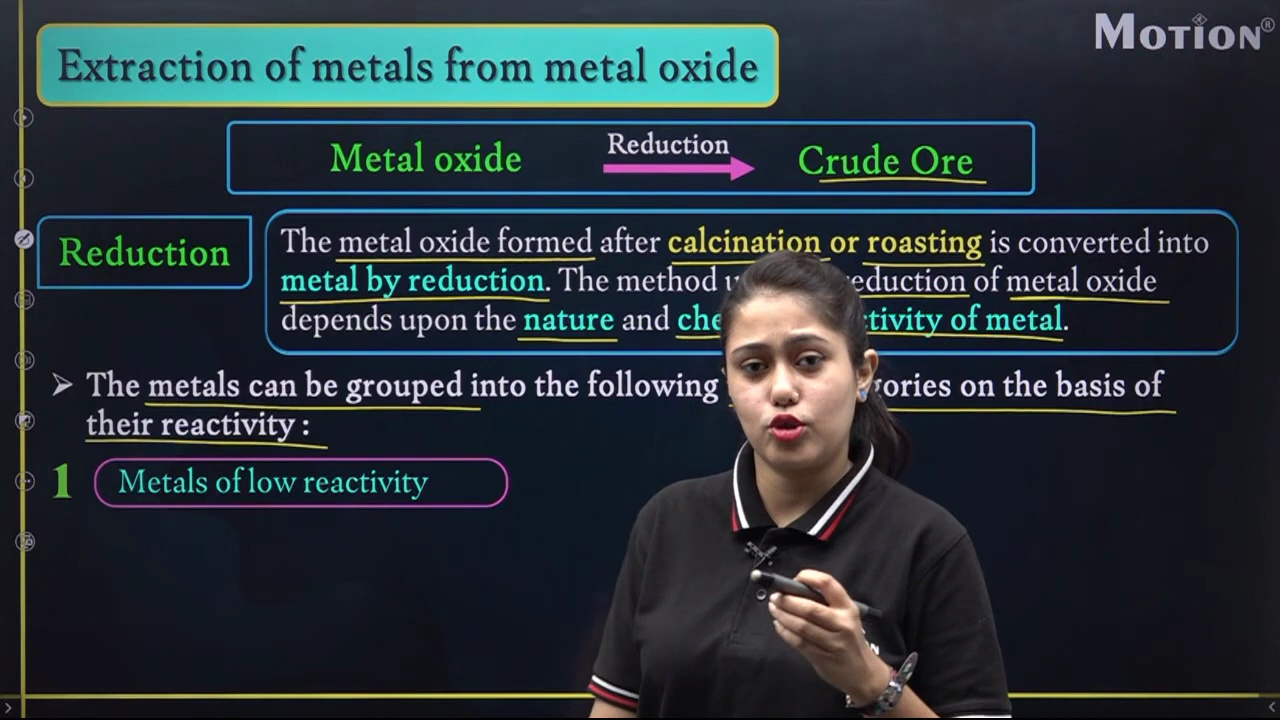 MOTION®
Extraction of metals from metal oxide
Reduction
Metal oxide
Crude Ore
Reduction
The metal oxide formed after calcination or roasting is converted into
metal by reduction. The method of metal oxide
depends upon the nature and of metal.
➤ The metals can be grouped into the following on the basis of
their reactivity :
1 Metals of low reactivity